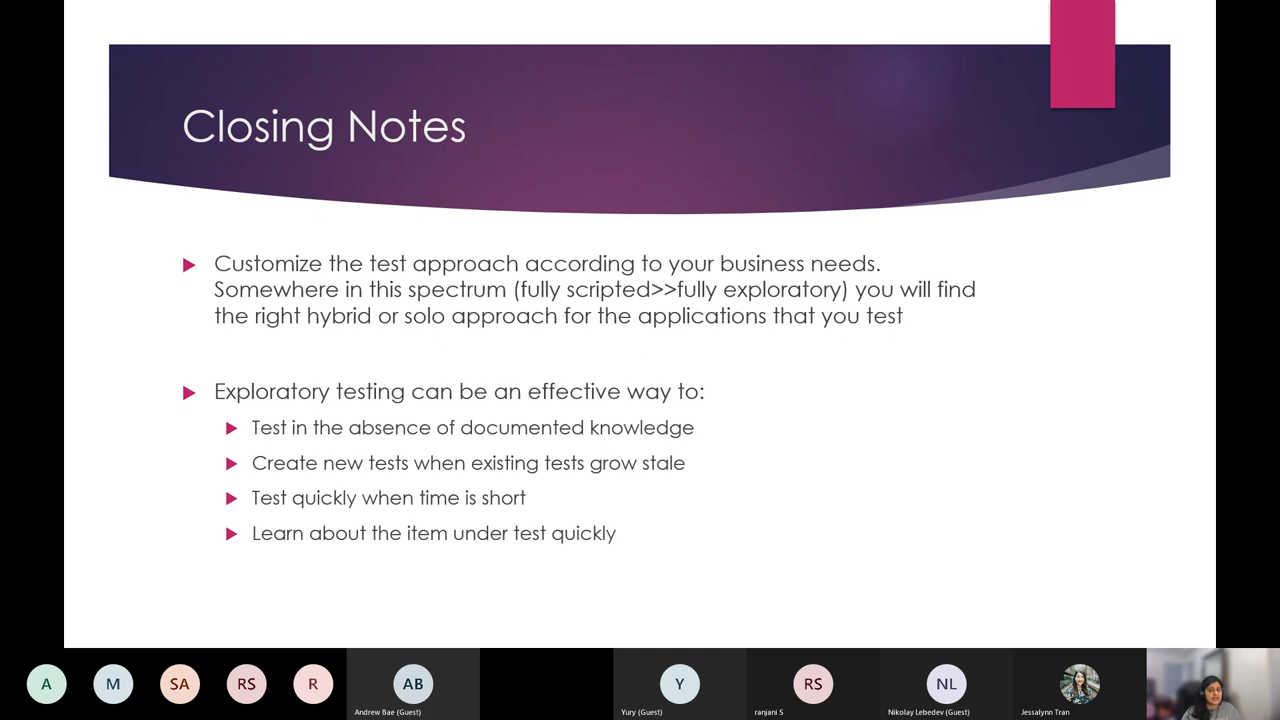 Closing Notes
Customize the test approach according to your business needs.
Somewhere in this spectrum (fully scripted>>fully exploratory) you will find
the right hybrid or solo approach for the applications that you test
Exploratory testing can be an effective way to:
Test in the absence of documented knowledge
Create new tests when existing tests grow stale
Test quickly when time is short
Learn about the item under test quickly
A
M
SA
RS
R
AB
Y
RS
NL
Andrew Bae (Guest)
Yury (Guest)
ranjani S
Nikolay Lebedev (Guest)
Jessalynn Tran